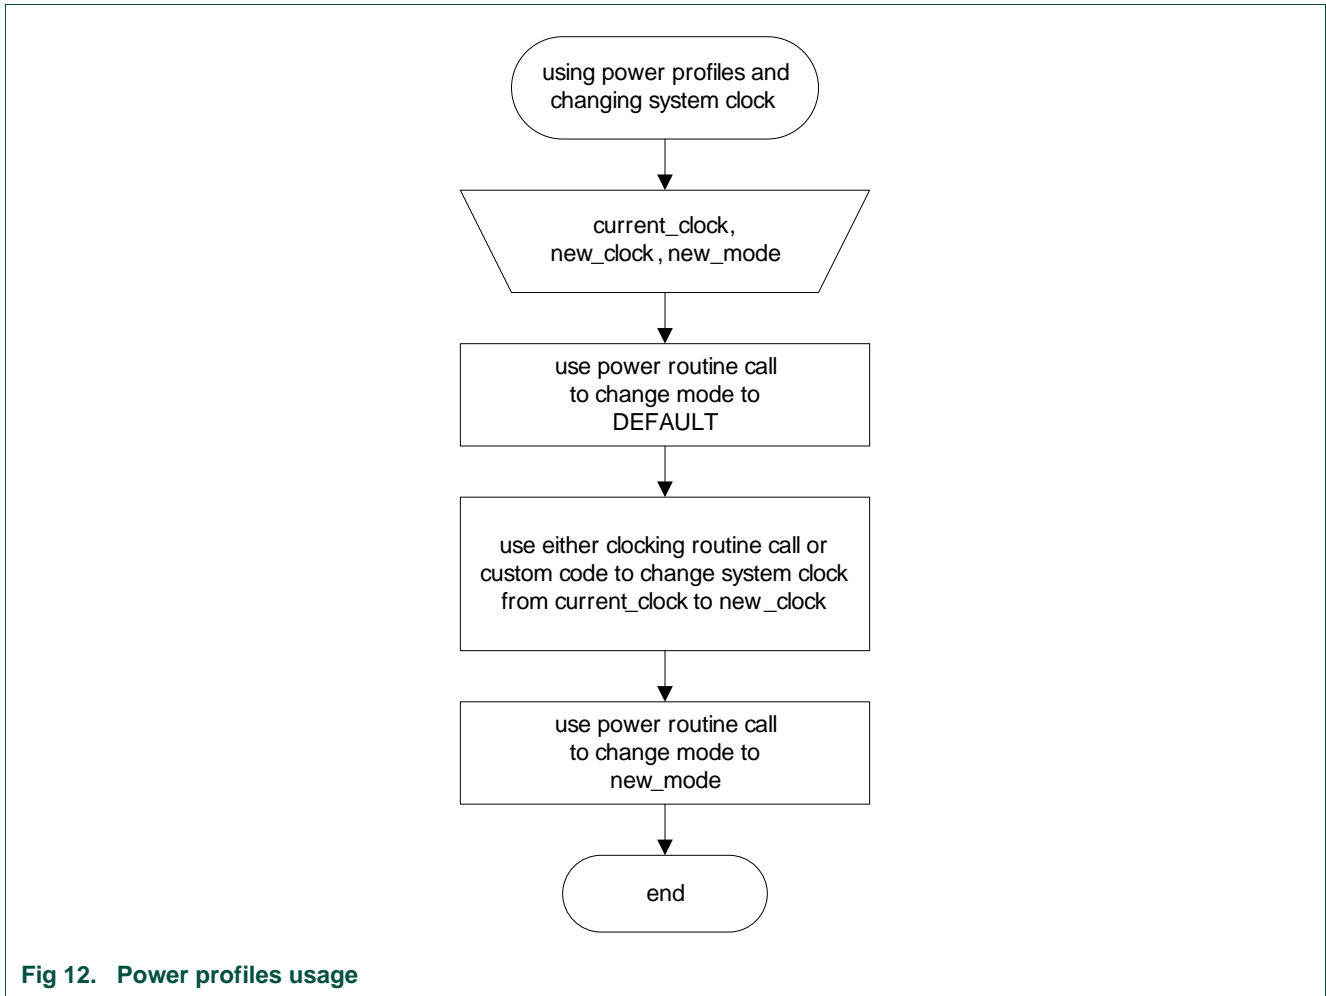 using power profiles and
changing system clock
current_clock,
new_clock, new_mode
use power routine call
to change mode to
DEFAULT
use either clocking routine call or
custom code to change system clock
from current_clock to new_clock
use power routine call
to change mode to
new_mode
end
Fig 12. Power profiles usage